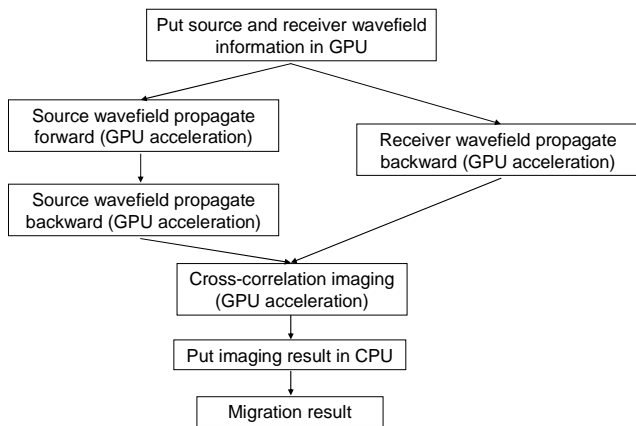 Put source and receiver wavefield
information in GPU
Source wavefield propagate
forward (GPU acceleration)
Receiver wavefield propagate
backward (GPU acceleration)
Source wavefield propagate
backward (GPU acceleration)
Cross-correlation imaging
(GPU acceleration)
Put imaging result in CPU
Migration result